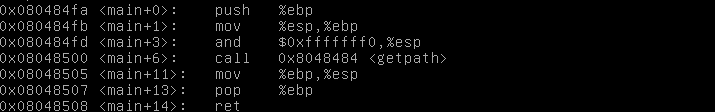 0x080484fa <main+0>: push %ebp
0x080484fb <main+1>: mov %esp,%ebp
0x080484fd <main+3>: and $0xfffffff0,%esp
0x08048500 <main+6>: call 0x8048484 <getpath>
0x08048505 <main+11>: mov %ebp,%esp
0x08048507 <main+13>: pop %ebp
0x08048508 <main+14>: ret